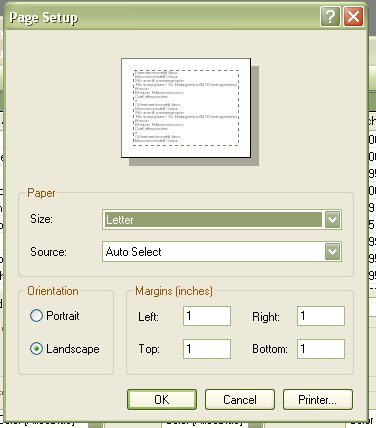 Page Setup
Paper
Size:
Letter
Source:
Auto Select
Orientation
Portrait
Landscape
Margins (inches)
Left: 1 Right: 1
Top: 1 Bottom: 1
OK Cancel Printer...